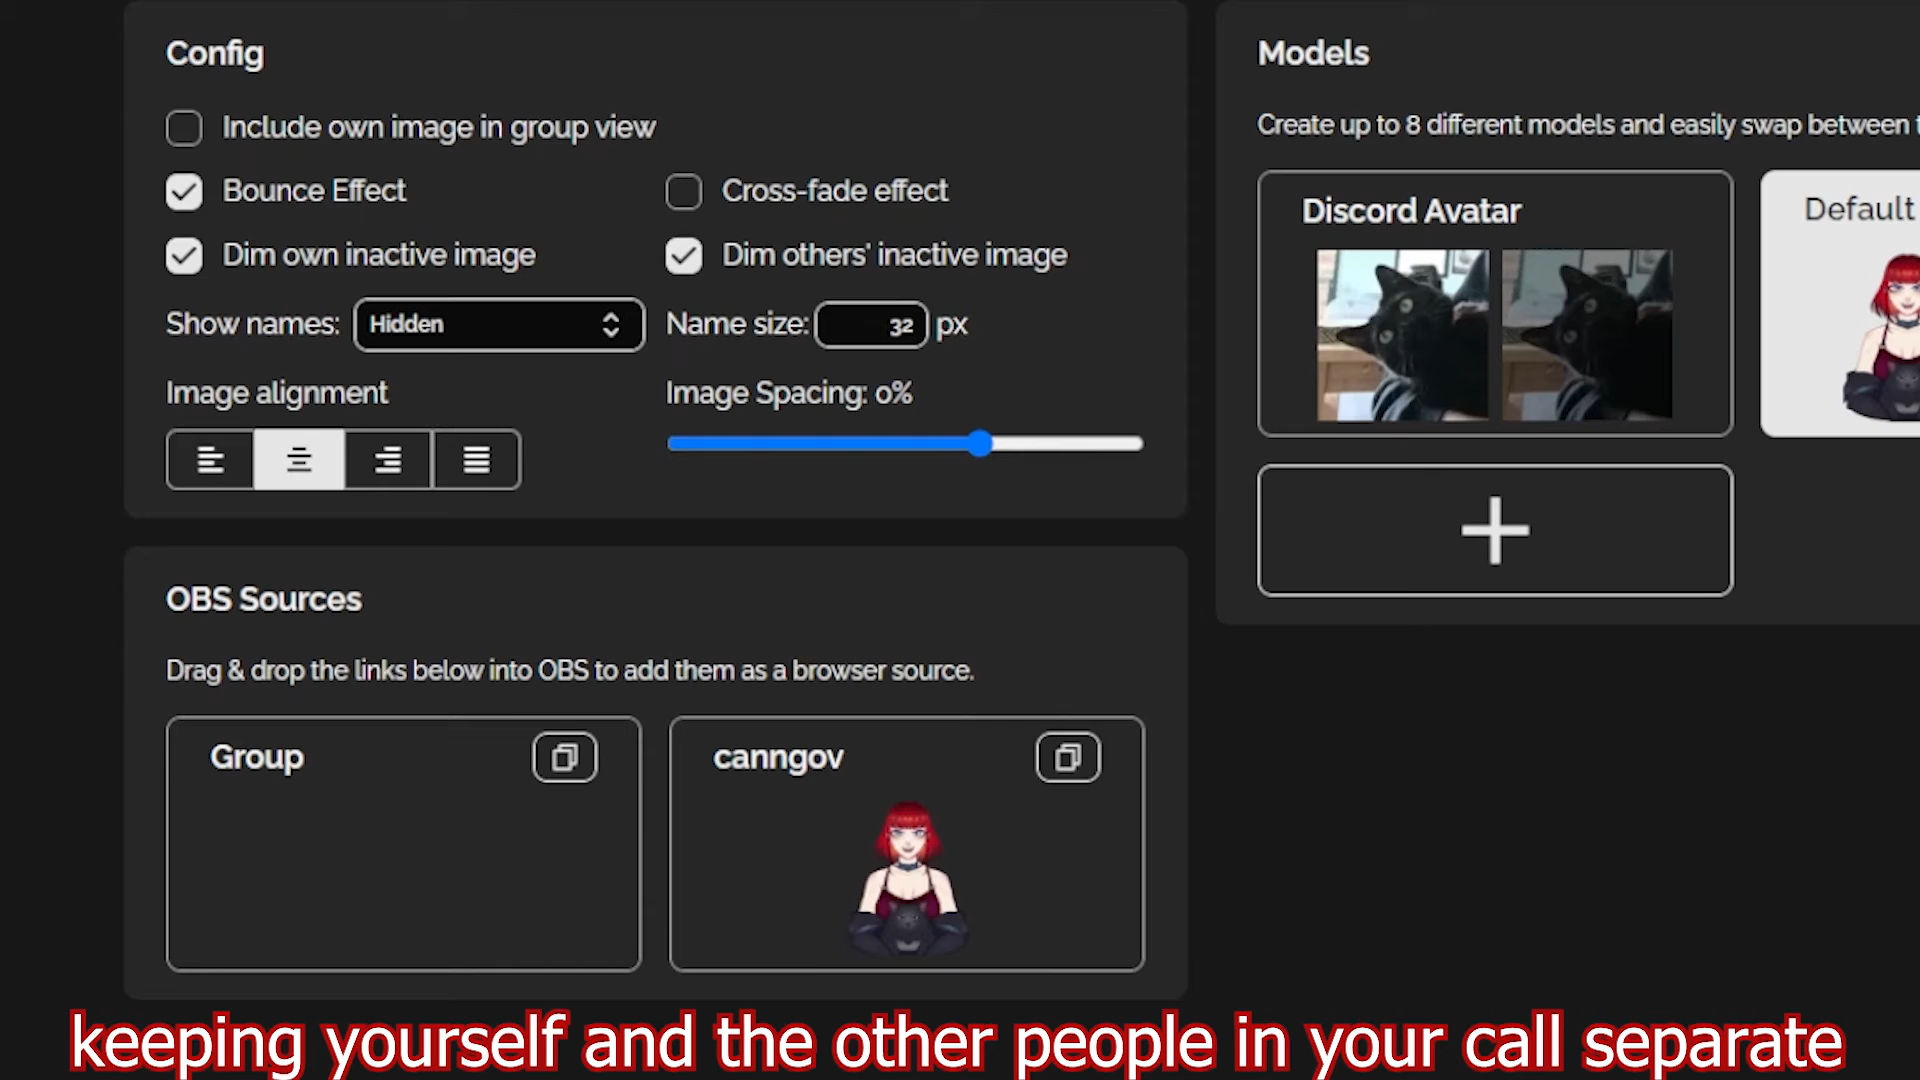 Config
Include own image in group view
Bounce Effect
Cross-fade effect
Dim own inactive image
Dim others' inactive image
Show names: Hidden
Name size: 32 px
Image alignment
Image Spacing: 0%
OBS Sources
Drag & drop the links below into OBS to add them as a browser source.
Group
canngov
Models
Create up to 8 different models and easily swap between
Discord Avatar
Default
keeping yourself and the other people in your call separate